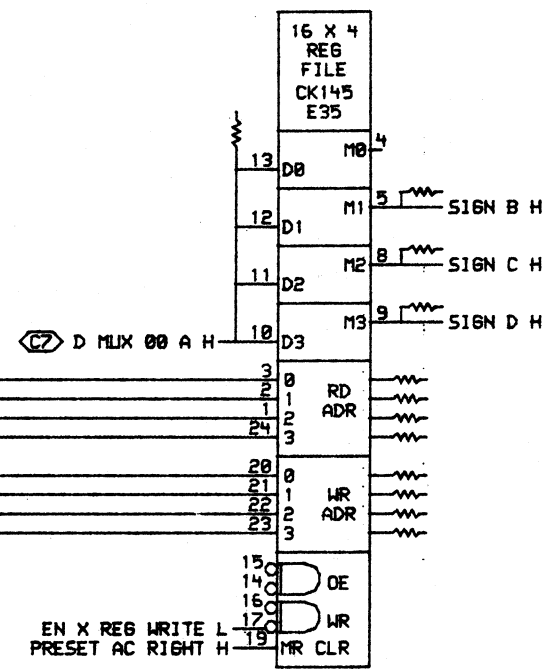 16 X 4
REG
FILE
CK145
E35
M0 4
13 D0
M1 5 SIGN B H
12 D1
M2 8 SIGN C H
11 D2
M3 9 SIGN D H
C7 D MUX 00 A H 10 D3
3 0 RD
2 1 ADR
1 2
24 3
20 0
21 1 WR
22 2 ADR
23 3
15
14 OE
16
EN X REG WRITE L 17 WR
PRESET AC RIGHT H 19 MR CLR